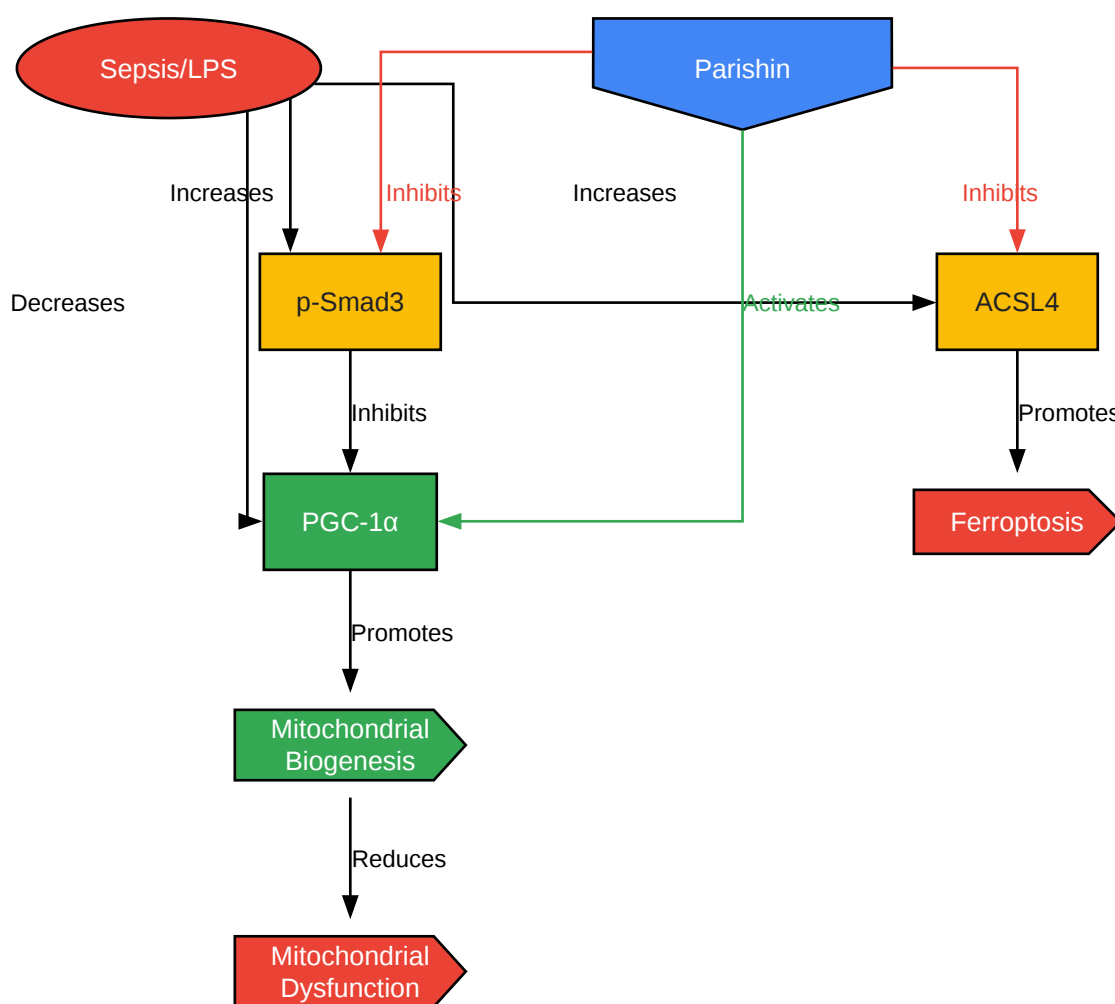 Sepsis/LPS
Parishin
Increases
Inhibits
Increases
Inhibits
Decreases
p-Smad3
Activates
ACSL4
Inhibits
Promotes
PGC-1α
Ferroptosis
Promotes
Mitochondrial
Biogenesis
Reduces
Mitochondrial
Dysfunction